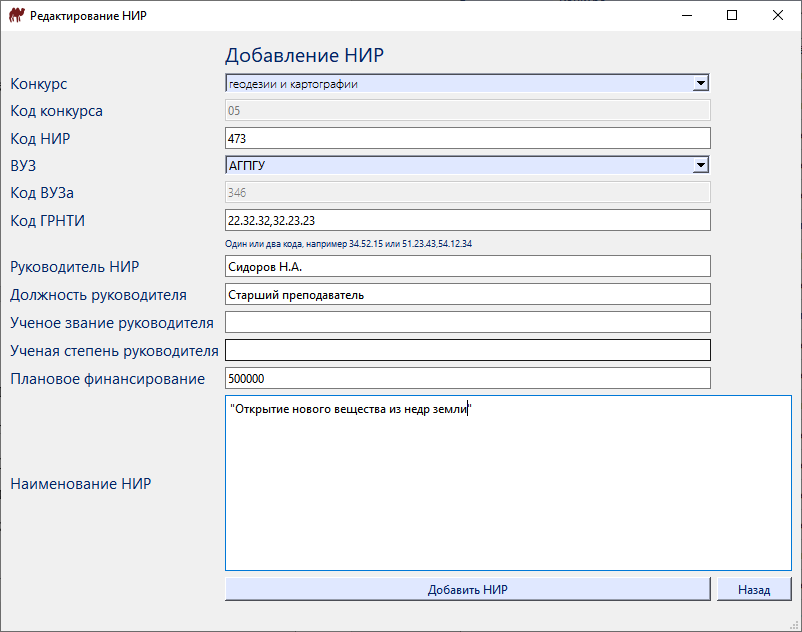 Редактирование НИР
Добавление НИР
Конкурс
геодезии и картографии
Код конкурса
05
Код НИР
473
ВУЗ
АГПГУ
Код ВУЗа
346
Код ГРНТИ
22.32.32,32.23.23
Один или два кода, например 34.52.15 или 51.23.43,54.12.34
Руководитель НИР
Сидоров Н.А.
Должность руководителя
Старший преподаватель
Ученое звание руководителя
Ученая степень руководителя
Плановое финансирование
500000
Наименование НИР
"Открытие нового вещества из недр земли"
Добавить НИР
Назад